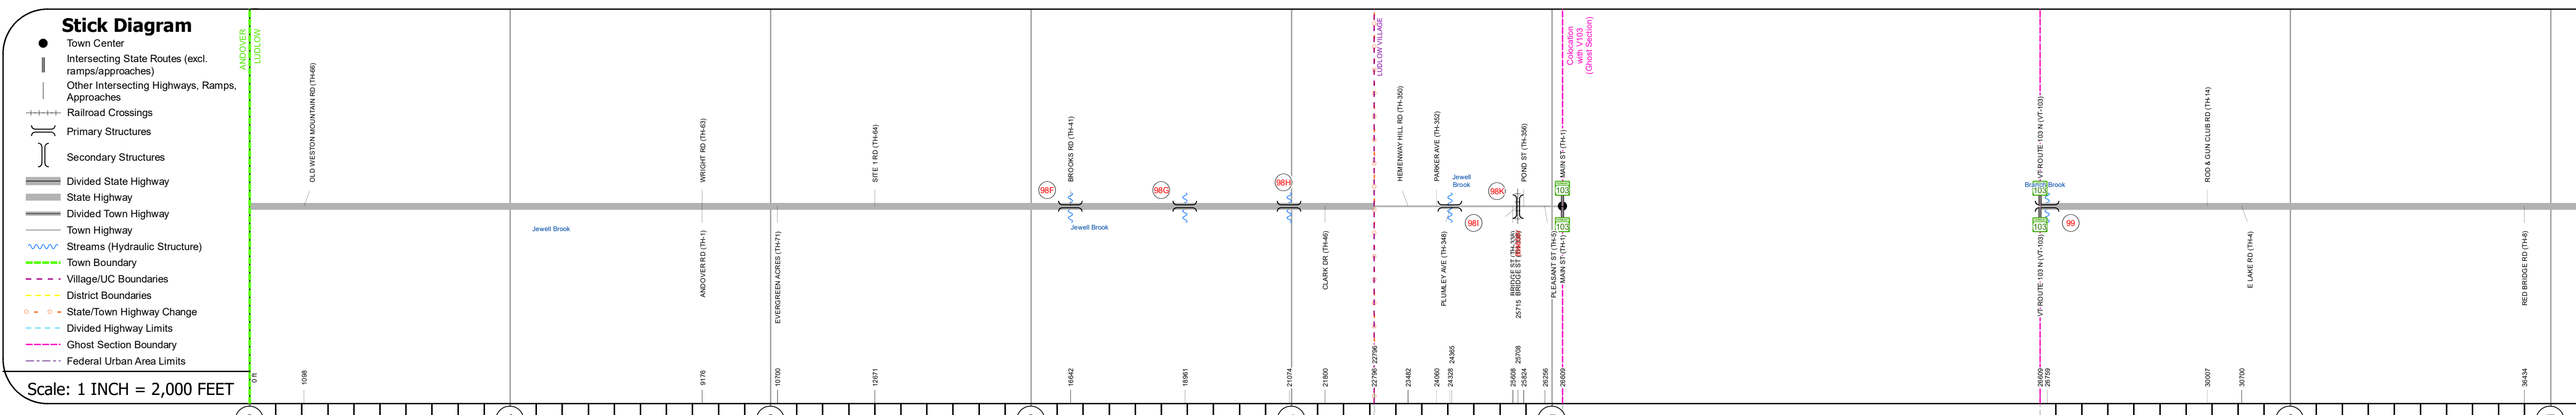 Stick Diagram
Town Center
Intersecting State Routes (excl.
ramps/approaches)
Other Intersecting Highways, Ramps,
Approaches
Railroad Crossings
Primary Structures
Secondary Structures
Divided State Highway
State Highway
Divided Town Highway
Town Highway
Streams (Hydraulic Structure)
Town Boundary
Village/UC Boundaries
District Boundaries
State/Town Highway Change
Divided Highway Limits
Ghost Section Boundary
Federal Urban Area Limits
Scale: 1 INCH = 2,000 FEET
ANDOVER
LUDLOW
OLD WESTON MOUNTAIN RD (TH-66)
WRIGHT RD (TH-63)
SITE 1 RD (TH-64)
BROOKS RD (TH-41)
LUDLOW VILLAGE
HEMENWAY HILL RD (TH-350)
PARKER AVE (TH-352)
POND ST (TH-356)
MAIN ST (TH-1)
Colocation
with V103
(Ghost Section)
VT-ROUTE-103 N (VT-103)
ROD & GUN CLUB RD (TH-14)
98F
98G
98H
Jewell
Brook
98K
98I
103
103
103
103
Branch Brook
99
Jewell Brook
Jewell Brook
ANDOVER RD (TH-1)
EVERGREEN ACRES (TH-71)
CLARK DR (TH-46)
PLUMLEY AVE (TH-348)
BRIDGE ST
25715 BRIDGE ST
PLEASANT ST (TH-5)
MAIN ST (TH-1)
VT-ROUTE-103 N (VT-103)
E LAKE RD (TH-4)
RED BRIDGE RD (TH-8)
0 ft
1098
9176
10700
12671
16642
18961
21074
21800
22796
22796
23482
24060
24328
24365
25608
25708
25824
26256
26609
26609
26759
30007
30700
36434